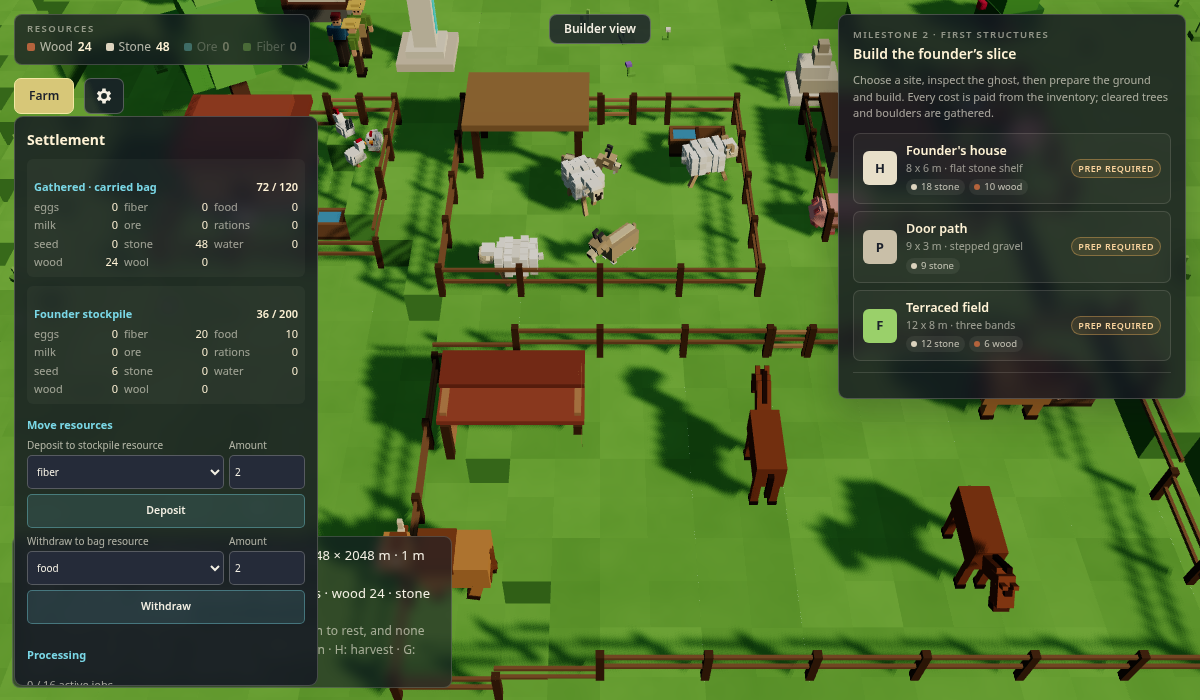 RESOURCES
Wood 24 Stone 48 Ore 0 Fiber 0
Farm
Settlement
Gathered · carried bag 72 / 120
eggs 0 fiber 0 food 0
milk 0 ore 0 rations 0
seed 0 stone 48 water 0
wood 24 wool 0
Founder stockpile 36 / 200
eggs 0 fiber 20 food 10
milk 0 ore 0 rations 0
seed 6 stone 0 water 0
wood 0 wool 0
Move resources
Deposit to stockpile resource Amount
fiber 2
Deposit
Withdraw to bag resource Amount
food 2
Withdraw
Processing
0 / 16 active jobs
48 × 2048 m · 1 m
s · wood 24 · stone
to rest, and none
· H: harvest · G:
Builder view
MILESTONE 2 · FIRST STRUCTURES
Build the founder’s slice
Choose a site, inspect the ghost, then prepare the ground
and build. Every cost is paid from the inventory; cleared trees
and boulders are gathered.
H Founder's house
8 x 6 m · flat stone shelf
18 stone 10 wood
PREP REQUIRED
P Door path
9 x 3 m · stepped gravel
9 stone
PREP REQUIRED
F Terraced field
12 x 8 m · three bands
12 stone 6 wood
PREP REQUIRED